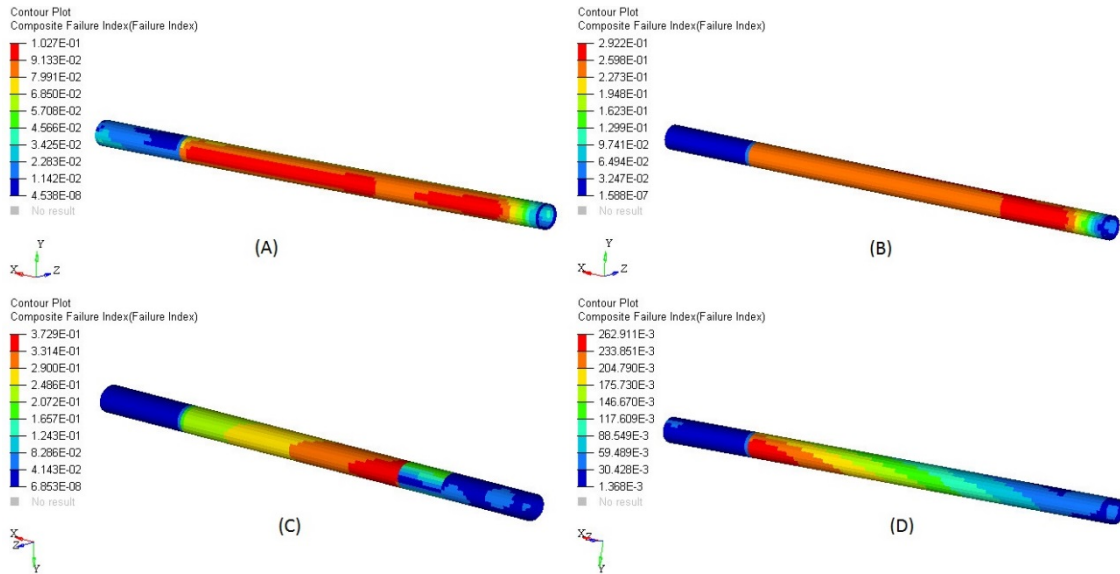 Contour Plot
Composite Failure Index(Failure Index)
1.027E-01
9.133E-02
7.991E-02
6.850E-02
5.708E-02
4.566E-02
3.425E-02
2.283E-02
1.142E-02
4.538E-08
No result
Y
X
Z
(A)
Contour Plot
Composite Failure Index(Failure Index)
2.922E-01
2.598E-01
2.273E-01
1.948E-01
1.623E-01
1.299E-01
9.741E-02
6.494E-02
3.247E-02
1.588E-07
No result
Y
X
Z
(B)
Contour Plot
Composite Failure Index(Failure Index)
3.729E-01
3.314E-01
2.900E-01
2.486E-01
2.072E-01
1.657E-01
1.243E-01
8.286E-02
4.143E-02
6.853E-08
No result
X
Z
Y
(C)
Contour Plot
Composite Failure Index(Failure Index)
262.911E-3
233.851E-3
204.790E-3
175.730E-3
146.670E-3
117.609E-3
88.549E-3
59.489E-3
30.428E-3
1.368E-3
No result
X
Z
Y
(D)